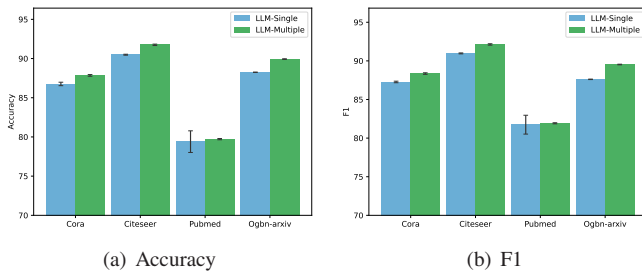 LLM-Single
LLM-Multiple
90
85
80
75
70
Accuracy
Cora
Citeseer
Pubmed
Ogbn-arxiv
(a) Accuracy
LLM-Single
LLM-Multiple
95
90
85
80
75
70
F1
Cora
Citeseer
Pubmed
Ogbn-arxiv
(b) F1
95